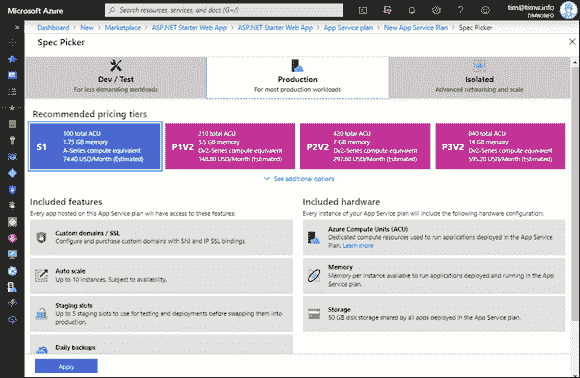 Microsoft Azure
Search resources, services, and docs (G+/)
tim@timw.info
TIMW.INFO
Dashboard > New > Marketplace > ASP.NET Starter Web App > ASP.NET Starter Web App > App Service plan > New App Service Plan > Spec Picker
Spec Picker
Dev / Test
For less demanding workloads
Production
For most production workloads
Isolated
Advanced networking and scale
Recommended pricing tiers
S1
100 total ACU
1.75 GB memory
A-Series compute equivalent
74.40 USD/Month (Estimated)
P1V2
210 total ACU
3.5 GB memory
Dv2-Series compute equivalent
148.80 USD/Month (Estimated)
P2V2
420 total ACU
7 GB memory
Dv2-Series compute equivalent
297.60 USD/Month (Estimated)
P3V2
840 total ACU
14 GB memory
Dv2-Series compute equivalent
595.20 USD/Month (Estimated)
See additional options
Included features
Every app hosted on this App Service plan will have access to these features:
Custom domains / SSL
Configure and purchase custom domains with SNI and IP SSL bindings
Auto scale
Up to 10 instances. Subject to availability.
Staging slots
Up to 5 staging slots to use for testing and deployments before swapping them into
production.
Daily backups
Included hardware
Every instance of your App Service plan will include the following hardware configuration:
Azure Compute Units (ACU)
Dedicated compute resources used to run applications deployed in the App Service
Plan. Learn more
Memory
Memory per instance available to run applications deployed and running in the App
Service plan.
Storage
50 GB disk storage shared by all apps deployed in the App Service plan.
Apply